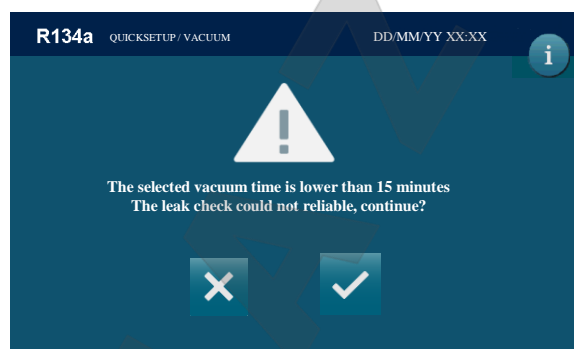 R134a QUICKSETUP / VACUUM DD/MM/YY XX:XX
i
!
The selected vacuum time is lower than 15 minutes
The leak check could not reliable, continue?